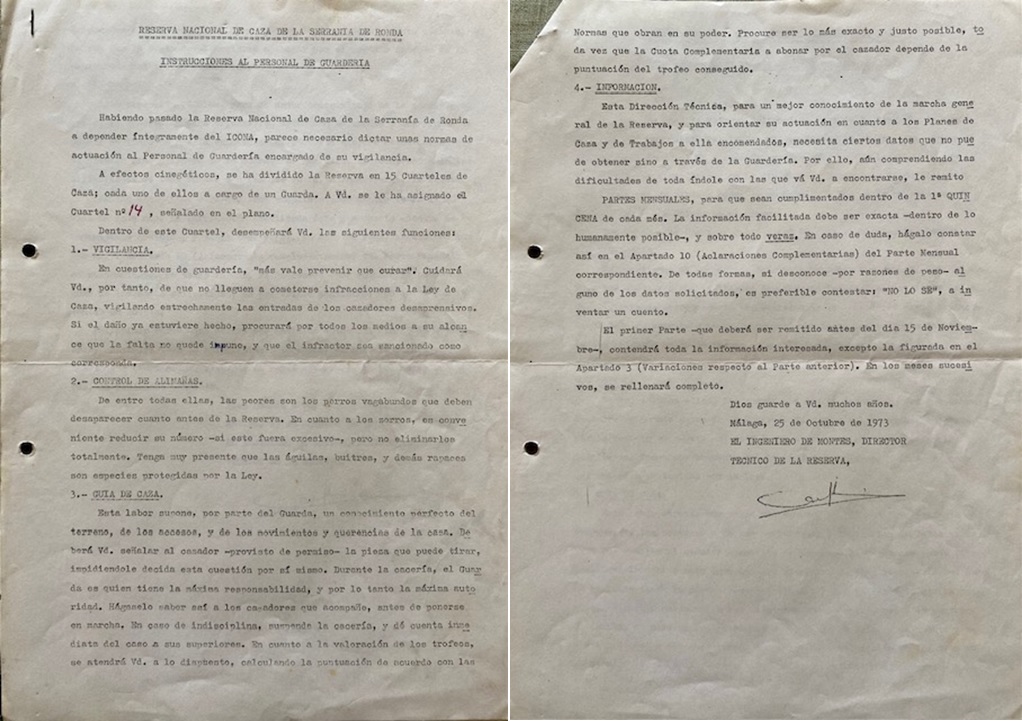 RESERVA NACIONAL DE CAZA DE LA SERRANIA DE RONDA
INSTRUCCIONES AL PERSONAL DE GUARDERIA
Habiendo pasado la Reserva Nacional de Caza de la Serranía de Ronda
a depender íntegramente del ICONA, parece necesario dictar unas normas de
actuación al Personal de Guardería encargado de su vigilancia.
A efectos cinegéticos, se ha dividido la Reserva en 15 Cuarteles de
Caza; cada uno de ellos a cargo de un Guarda. A Vd. se le ha asignado el
Cuartel nº 14 , señalado en el plano.
Dentro de este Cuartel, desempeñará Vd. las siguientes funciones:
1.- VIGILANCIA.
En cuestiones de guardería, "más vale prevenir que curar". Cuidará
Vd., por tanto, de que no lleguen a cometerse infracciones a la Ley de
Caza, vigilando estrechamente las entradas de los cazadores desaprensivos.
Si el daño ya estuviere hecho, procurará por todos los medios a su alcan
ce que la falta no quede impune, y que el infractor sea sancionado como
corresponda.
2.- CONTROL DE ALIMAÑAS.
De entre todas ellas, las peores son los perros vagabundos que deben
desaparecer cuanto antes de la Reserva. En cuanto a los zorros, es conve
niente reducir su número -si este fuera excesivo-, pero no eliminarlos
totalmente. Tenga muy presente que las águilas, buitres, y demás rapaces
son especies protegidas por la Ley.
3.- GUIA DE CAZA.
Esta labor supone, por parte del Guarda, un conocimiento perfecto del
terreno, de los accesos, y de los movimientos y querencias de la caza. De
berá Vd. señalar al cazador -provisto de permiso- la pieza que puede tirar,
impidiendole decida esta cuestión por sí mismo. Durante la cacería, el Guar
da es quien tiene la máxima responsabilidad, y por lo tanto la máxima auto
ridad. Hágaselo saber así a los cazadores que acompañe, antes de ponerse
en marcha. En caso de indisciplina, suspenda la cacería, y dé cuenta inme
diata del caso a sus superiores. En cuanto a la valoración de los trofeos,
se atendrá Vd. a lo dispuesto, calculando la puntuación de acuerdo con las
Normas que obran en su poder. Procure ser lo más exacto y justo posible, to
da vez que la Cuota Complementaria a abonar por el cazador depende de la
puntuación del trofeo conseguido.
4.- INFORMACION.
Esta Dirección Técnica, para un mejor conocimiento de la marcha gene
ral de la Reserva, y para orientar su actuación en cuanto a los Planes de
Caza y de Trabajos a ella encomendados, necesita ciertos datos que no pue
de obtener sino a través de la Guardería. Por ello, aún comprendiendo las
dificultades de toda índole con las que vá Vd. a encontrarse, le remito
PARTES MENSUALES, para que sean cumplimentados dentro de la 1ª QUIN
CENA de cada més. La información facilitada debe ser exacta -dentro de lo
humanamente posible-, y sobre todo veraz. En caso de duda, hágalo constar
así en el Apartado 10 (Aclaraciones Complementarias) del Parte Mensual
correspondiente. De todas formas, si desconoce -por razones de peso- al
guno de los datos solicitados, es preferible contestar: "NO LO SE", a in
ventar un cuento.
El primer Parte -que deberá ser remitido antes del dia 15 de Noviem-
bre-, contendrá toda la información interesada, excepto la figurada en el
Apartado 3 (Variaciones respecto al Parte anterior). En los meses sucesi
vos, se rellenará completo.
Dios guarde a Vd. muchos años.
Málaga, 25 de Octubre de 1973
EL INGENIERO DE MONTES, DIRECTOR
TECNICO DE LA RESERVA,